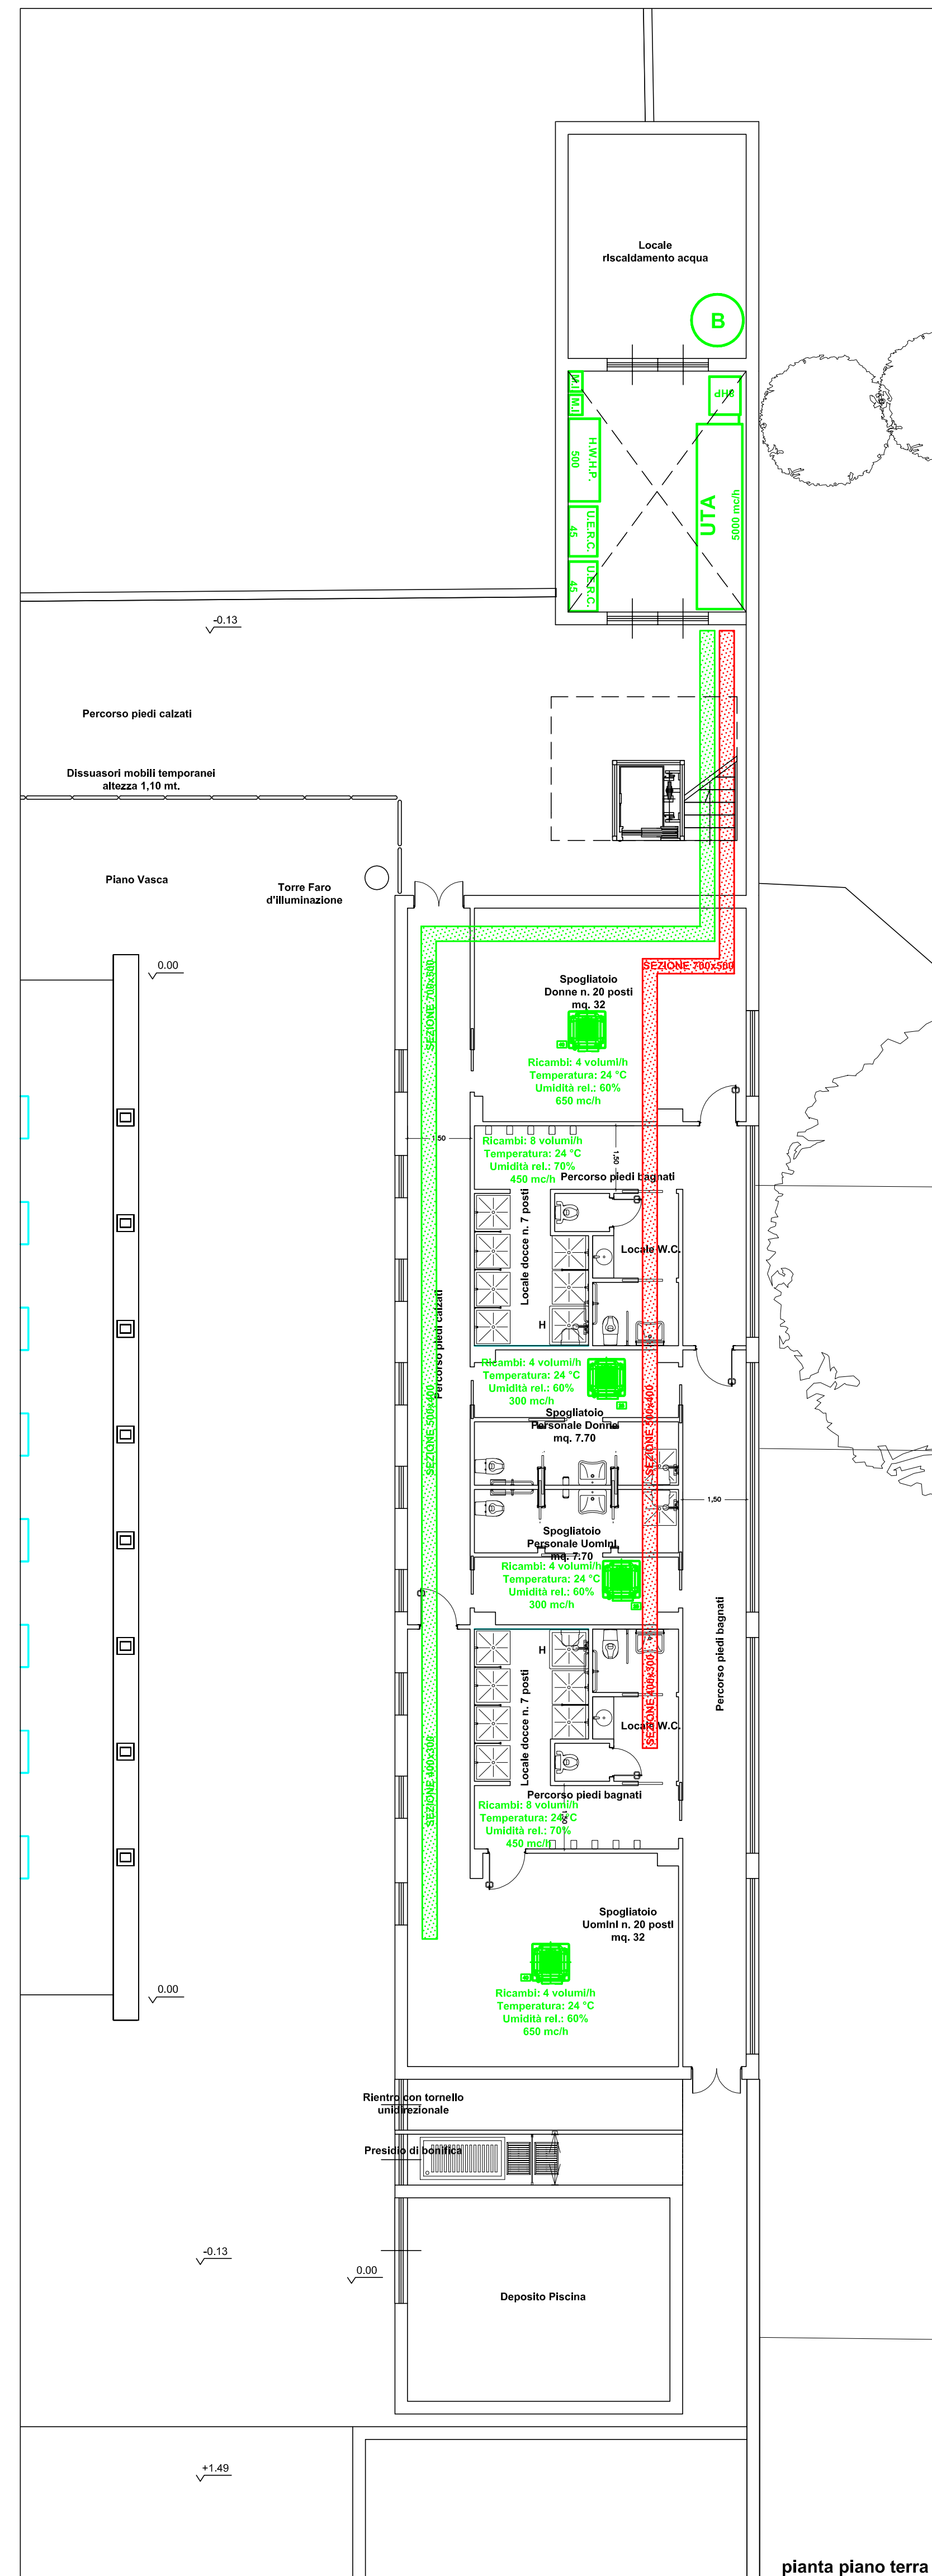 Locale
riscaldamento acqua
B
M.I.
M.I.
8HP
H.W.H.P.
500
UTA
5000 mc/h
U.E.R.C.
45
U.E.R.C.
45
-0.13
Percorso piedi calzati
Dissuasori mobili temporanei
altezza 1,10 mt.
Piano Vasca
Torre Faro
d'illuminazione
0.00
SEZIONE 700x500
SEZIONE 700x500
Spogliatoio
Donne n. 20 posti
mq. 32
Ricambi: 4 volumi/h
Temperatura: 24 °C
Umidità rel.: 60%
650 mc/h
1,50
Ricambi: 8 volumi/h
Temperatura: 24 °C
Umidità rel.: 70%
450 mc/h
1,50
Percorso piedi bagnati
Locale docce n. 7 posti
Locale W.C.
H
Percorso piedi calzati
Ricambi: 4 volumi/h
Temperatura: 24 °C
Umidità rel.: 60%
300 mc/h
SEZIONE 500x400
SEZIONE 500x400
Spogliatoio
Personale Donne
mq. 7.70
1,50
Spogliatoio
Personale Uomini
mq. 7.70
Ricambi: 4 volumi/h
Temperatura: 24 °C
Umidità rel.: 60%
300 mc/h
Percorso piedi bagnati
H
Locale docce n. 7 posti
SEZIONE 400x300
Locale W.C.
SEZIONE 400x300
Percorso piedi bagnati
Ricambi: 8 volumi/h
Temperatura: 24 °C
Umidità rel.: 70%
450 mc/h
1,50
Spogliatoio
Uomini n. 20 posti
mq. 32
0.00
Ricambi: 4 volumi/h
Temperatura: 24 °C
Umidità rel.: 60%
650 mc/h
Rientro con tornello
unidirezionale
Presidio di bonifica
-0.13
0.00
Deposito Piscina
+1.49
pianta piano terra